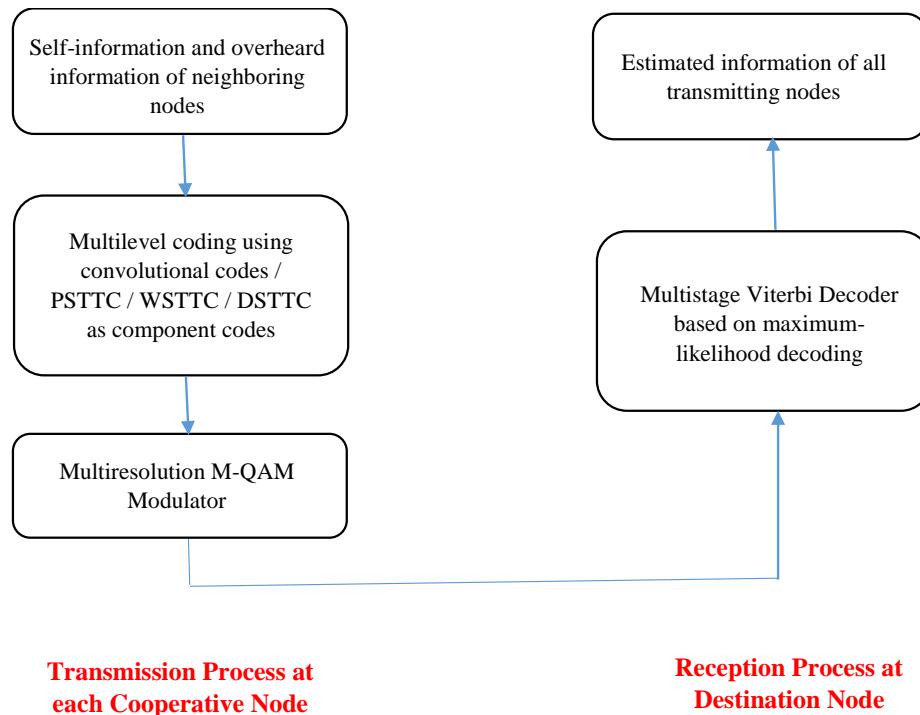 Self-information and overheard
information of neighboring
nodes
Multilevel coding using
convolutional codes /
PSTTC / WSTTC / DSTTC
as component codes
Multiresolution M-QAM
Modulator
Transmission Process at
each Cooperative Node
Estimated information of all
transmitting nodes
Multistage Viterbi Decoder
based on maximum-
likelihood decoding
Reception Process at
Destination Node